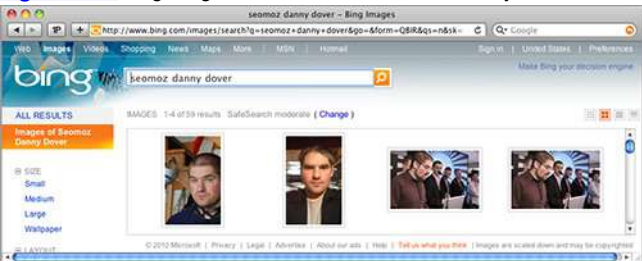 seomoz danny dover - Bing Images
http://www.bing.com/images/search?q=seomoz+danny+dover+&go=&form=QBIR&qs=n&sk=
Google
Web Images Videos Shopping News Maps More | MSN | Hotmail
Sign in | United States | Preferences
bing
seomoz danny dover
Make Bing your decision engine
ALL RESULTS
IMAGES 1-4 of 59 results SafeSearch moderate ( Change )
Images of Seomoz
Danny Dover
SIZE
Small
Medium
Large
Wallpaper
LAYOUT
© 2012 Microsoft | Privacy | Legal | Advertise | About our ads | Help | Tell us what you think | Images are scaled down and may be copyrighted